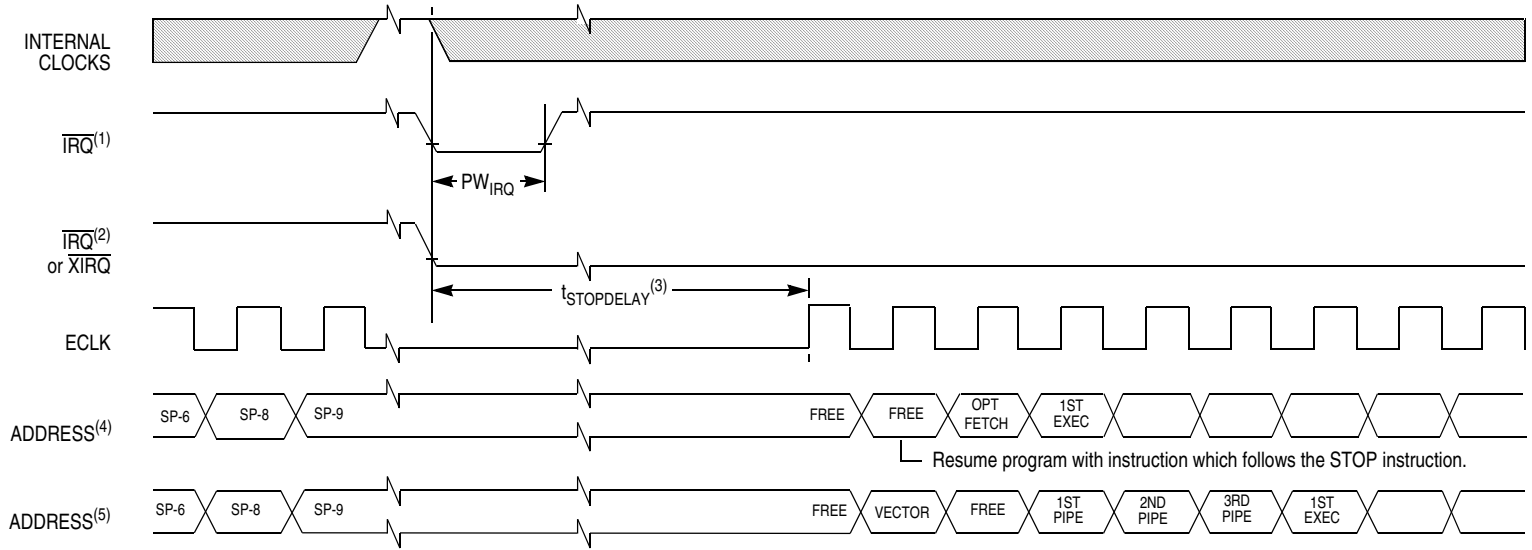 INTERNAL
CLOCKS
IRQ(1)
PWIRQ
IRQ(2)
or XIRQ
tSTOPDELAY(3)
ECLK
ADDRESS(4)
SP-6
SP-8
SP-9
FREE
FREE
OPT
FETCH
1ST
EXEC
Resume program with instruction which follows the STOP instruction.
ADDRESS(5)
SP-6
SP-8
SP-9
FREE
VECTOR
FREE
1ST
PIPE
2ND
PIPE
3RD
PIPE
1ST
EXEC